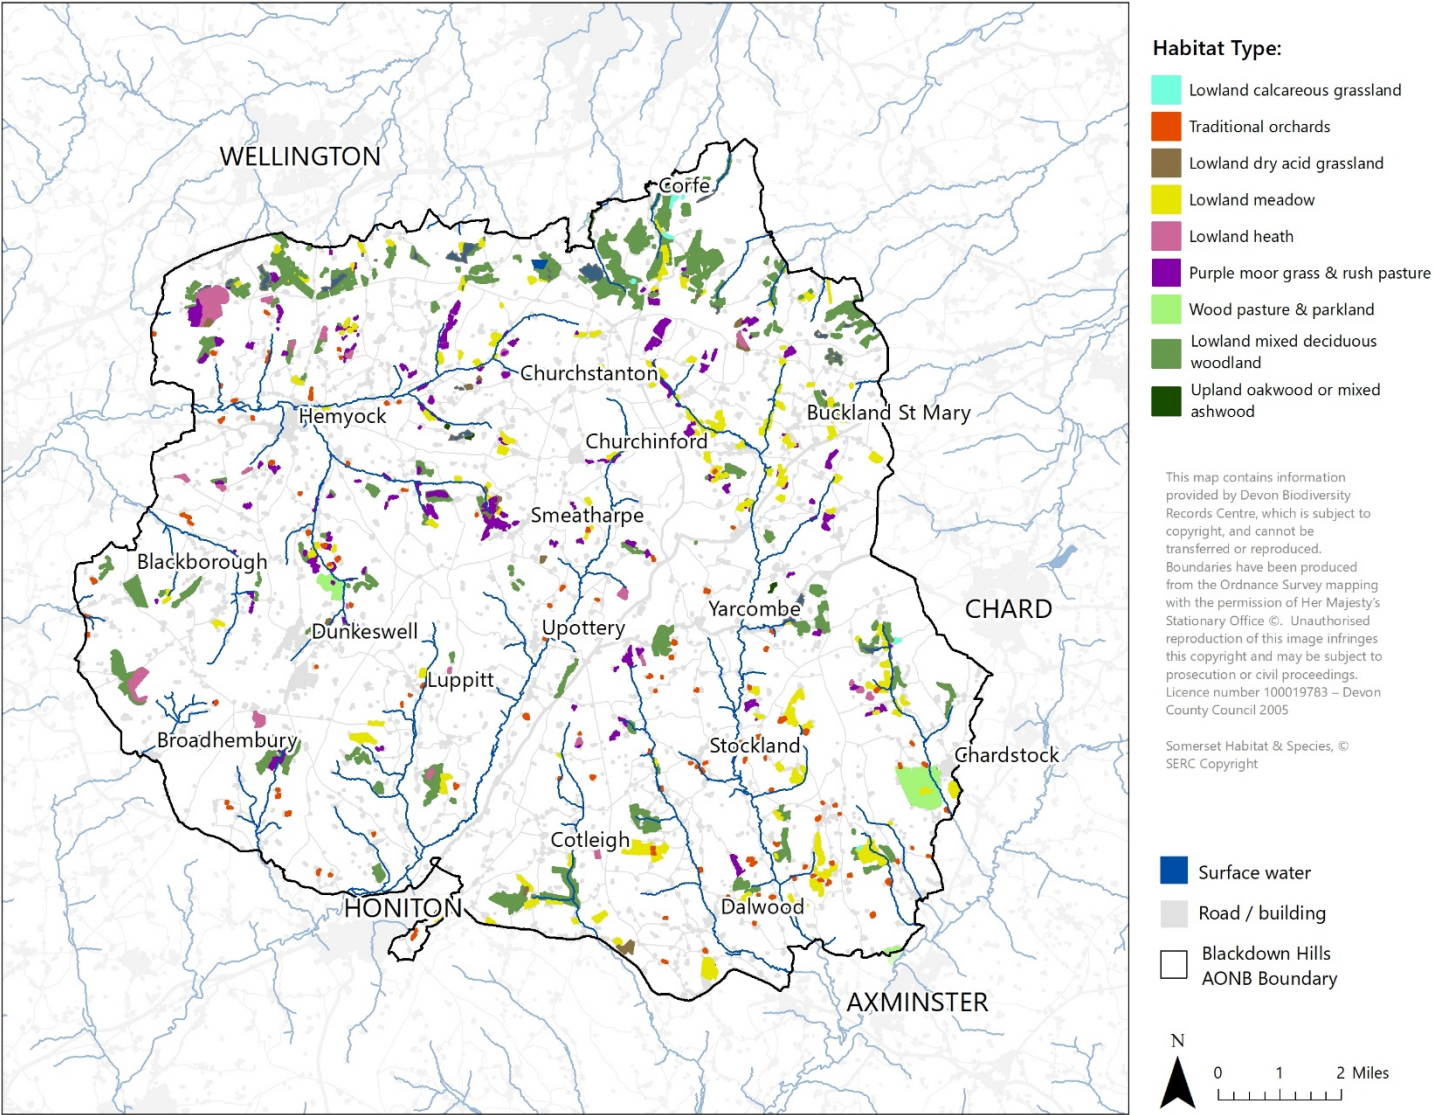 WELLINGTON
Corfe
Churchstanton
Hemyock
Buckland St Mary
Churchinford
Smeatharpe
Blackborough
Yarcombe
CHARD
Dunkeswell
Upottery
Luppitt
Broadhembury
Stockland
Chardstock
Cotleigh
HONITON
Dalwood
AXMINSTER
Habitat Type:
Lowland calcareous grassland
Traditional orchards
Lowland dry acid grassland
Lowland meadow
Lowland heath
Purple moor grass & rush pasture
Wood pasture & parkland
Lowland mixed deciduous
woodland
Upland oakwood or mixed
ashwood
This map contains information
provided by Devon Biodiversity
Records Centre, which is subject to
copyright, and cannot be
transferred or reproduced.
Boundaries have been produced
from the Ordnance Survey mapping
with the permission of Her Majesty's
Stationary Office ©. Unauthorised
reproduction of this image infringes
this copyright and may be subject to
prosecution or civil proceedings.
Licence number 100019783 – Devon
County Council 2005
Somerset Habitat & Species, ©
SERC Copyright
Surface water
Road / building
Blackdown Hills
AONB Boundary
N
0 1 2 Miles